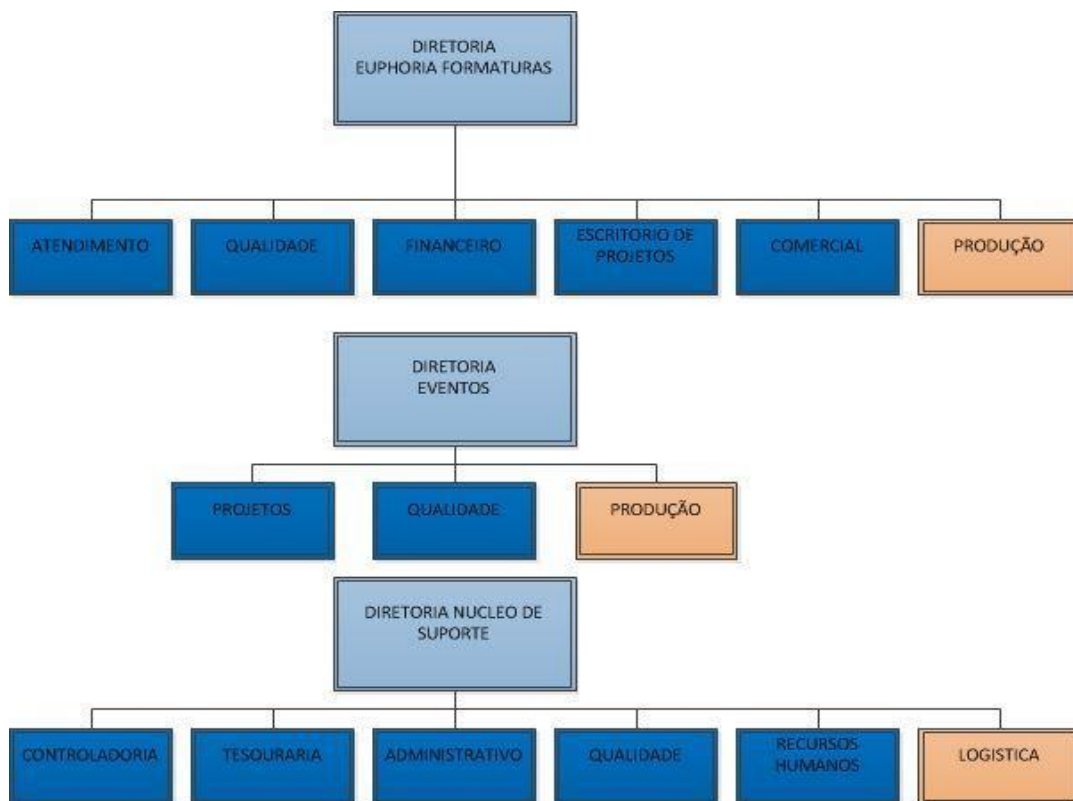 DIRETORIA
EUPHORIA FORMATURAS
ATENDIMENTO
QUALIDADE
FINANCEIRO
ESCRITORIO DE
PROJETOS
COMERCIAL
PRODUÇÃO
DIRETORIA
EVENTOS
PROJETOS
QUALIDADE
PRODUÇÃO
DIRETORIA NUCLEO DE
SUPORTE
CONTROLADORIA
TESOURARIA
ADMINISTRATIVO
QUALIDADE
RECURSOS
HUMANOS
LOGISTICA